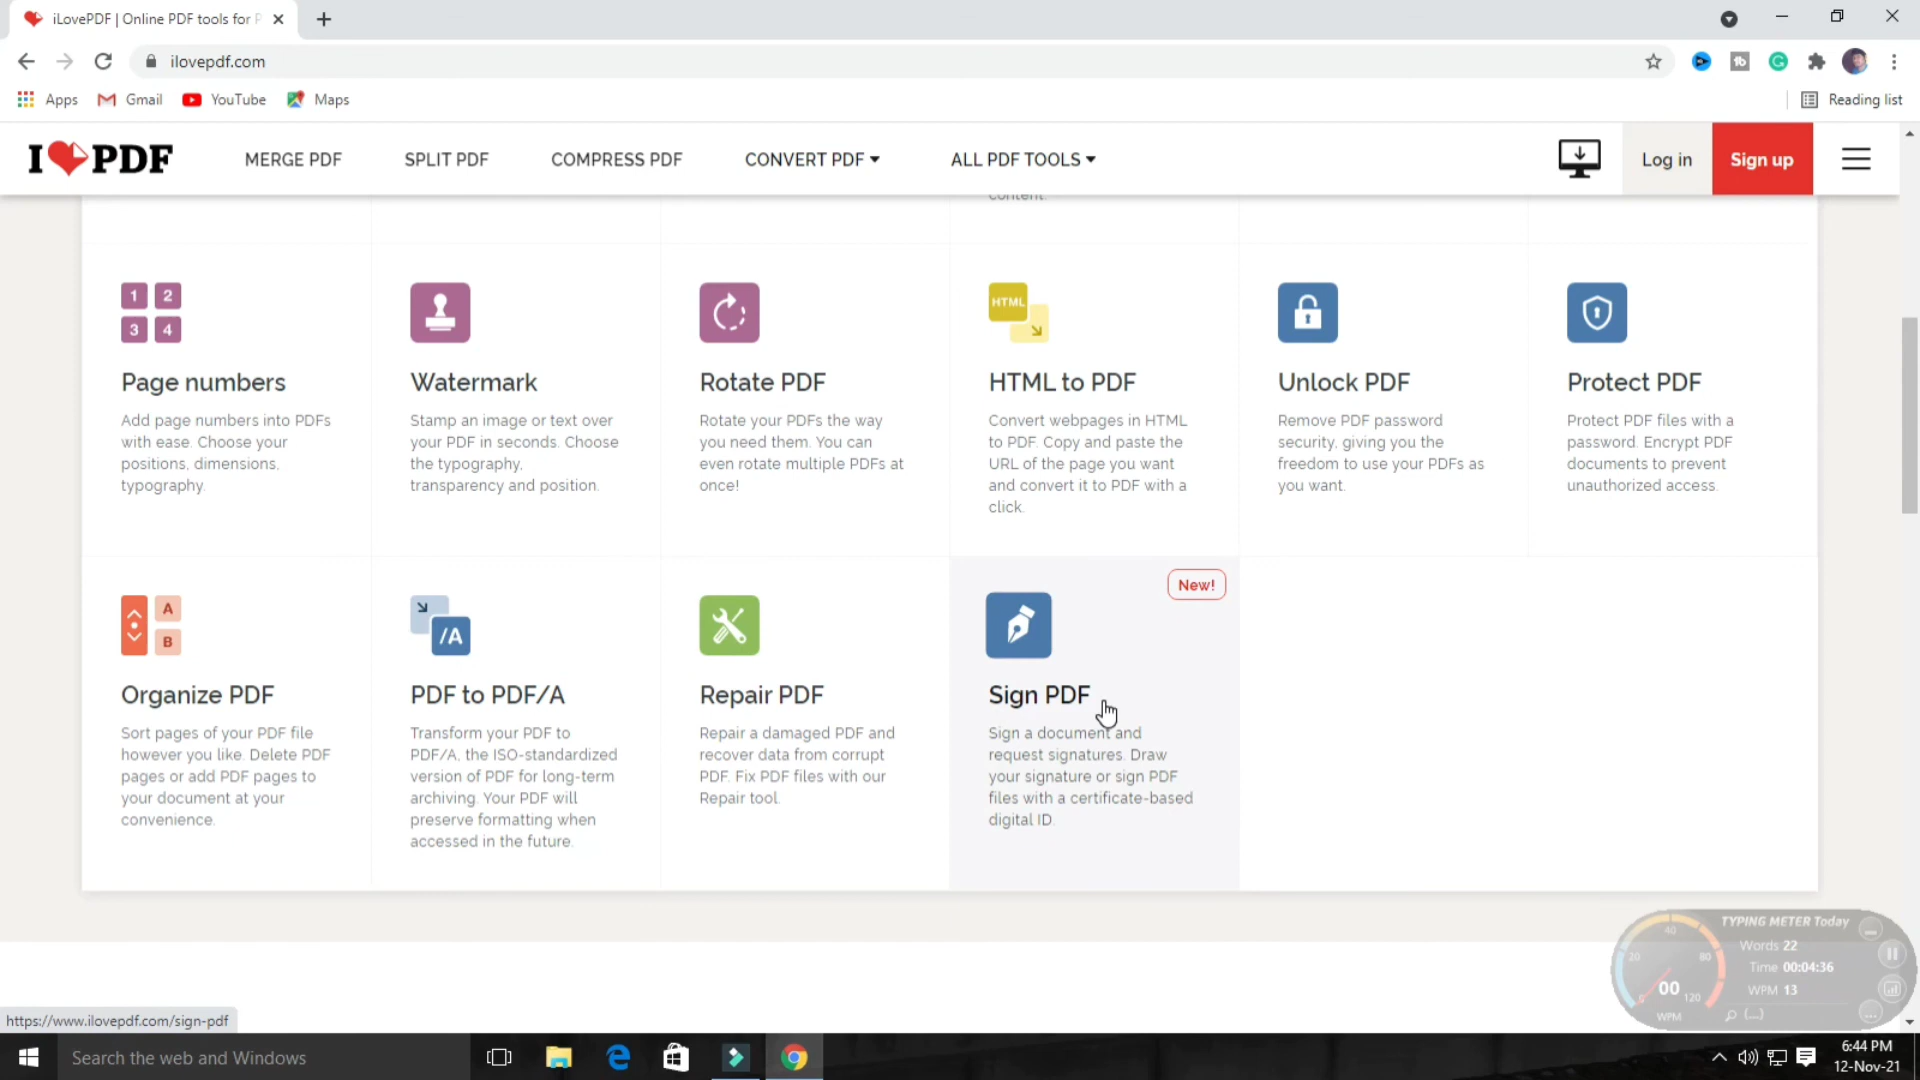 iLovePDF | Online PDF tools for P
ilovepdf.com
Apps
Gmail
YouTube
Maps
Reading list
I PDF
MERGE PDF
SPLIT PDF
COMPRESS PDF
CONVERT PDF
ALL PDF TOOLS
Log in
Sign up
content.
1 2
3 4
Page numbers
Add page numbers into PDFs
with ease. Choose your
positions, dimensions,
typography.
Watermark
Stamp an image or text over
your PDF in seconds. Choose
the typography,
transparency and position.
Rotate PDF
Rotate your PDFs the way
you need them. You can
even rotate multiple PDFs at
once!
HTML
HTML to PDF
Convert webpages in HTML
to PDF. Copy and paste the
URL of the page you want
and convert it to PDF with a
click.
Unlock PDF
Remove PDF password
security, giving you the
freedom to use your PDFs as
you want.
Protect PDF
Protect PDF files with a
password. Encrypt PDF
documents to prevent
unauthorized access.
A
B
Organize PDF
Sort pages of your PDF file
however you like. Delete PDF
pages or add PDF pages to
your document at your
convenience.
/A
PDF to PDF/A
Transform your PDF to
PDF/A, the ISO-standardized
version of PDF for long-term
archiving. Your PDF will
preserve formatting when
accessed in the future.
Repair PDF
Repair a damaged PDF and
recover data from corrupt
PDF. Fix PDF files with our
Repair tool.
New!
Sign PDF
Sign a document and
request signatures. Draw
your signature or sign PDF
files with a certificate-based
digital ID.
TYPING METER Today
Words 22
Time 00:04:36
WPM 13
20
40
80
120
00
WPM
(...)
https://www.ilovepdf.com/sign-pdf
Search the web and Windows
6:44 PM
12-Nov-21